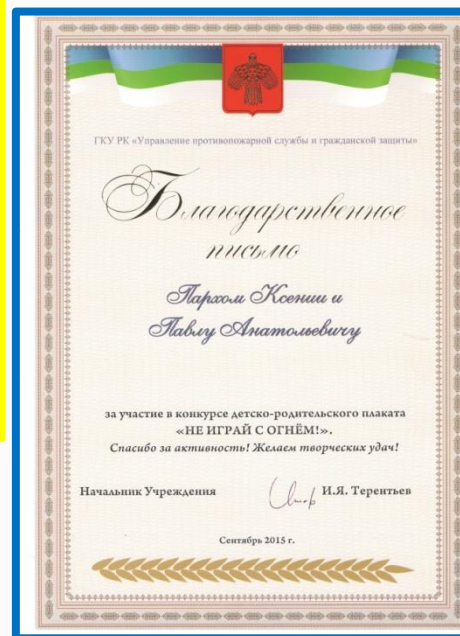 ГКУ РК «Управление противопожарной службы и гражданской защиты»
Благодарственное
письмо
Пархом Ксении и
Павлу Анатольевичу
за участие в конкурсе детско-родительского плаката
«НЕ ИГРАЙ С ОГНЁМ!».
Спасибо за активность! Желаем творческих удач!
Начальник Учреждения И.Я. Терентьев
Сентябрь 2015 г.